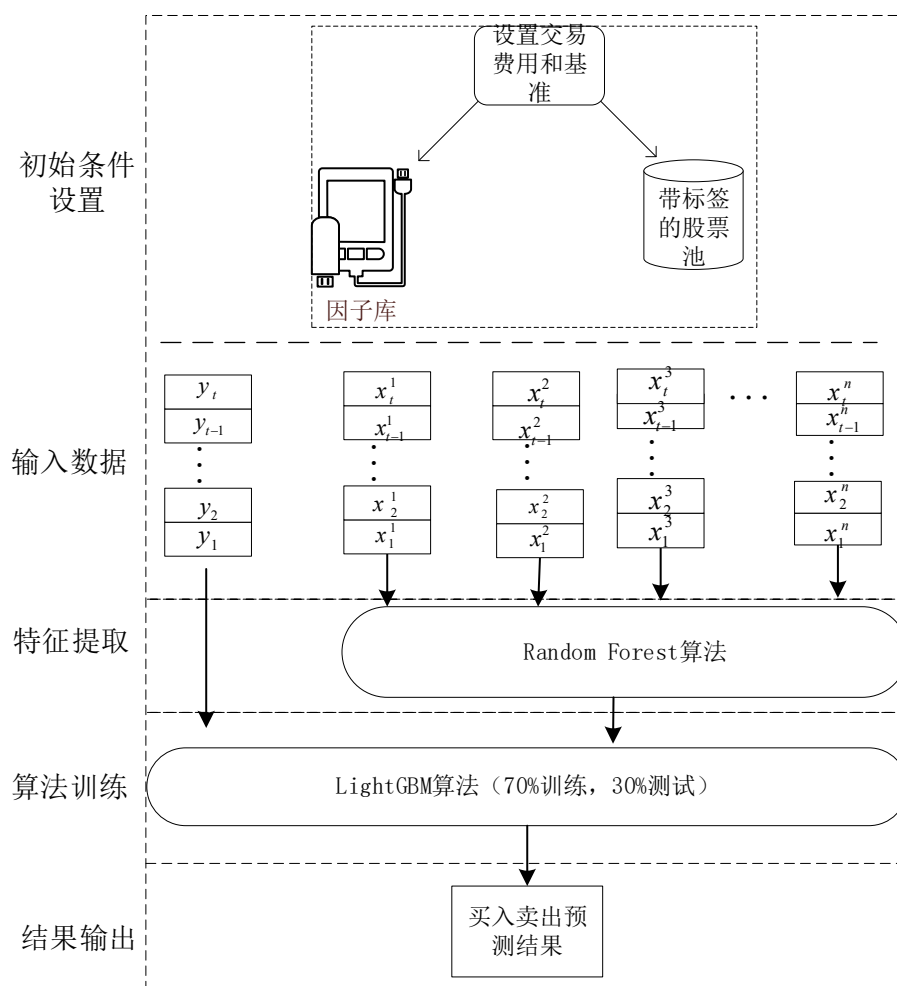 设置交易
费用和基
准
初始条件
设置
带标签
的股票
池
因子库
输入数据
y_t
y_{t-1}
⋮
y_2
y_1
x_t^1
x_{t-1}^1
⋮
x_2^1
x_1^1
x_t^2
x_{t-1}^2
⋮
x_2^2
x_1^2
x_t^3
x_{t-1}^3
⋮
x_2^3
x_1^3
...
x_t^n
x_{t-1}^n
⋮
x_2^n
x_1^n
特征提取
Random Forest算法
算法训练
LightGBM算法（70%训练，30%测试）
结果输出
买入卖出预
测结果